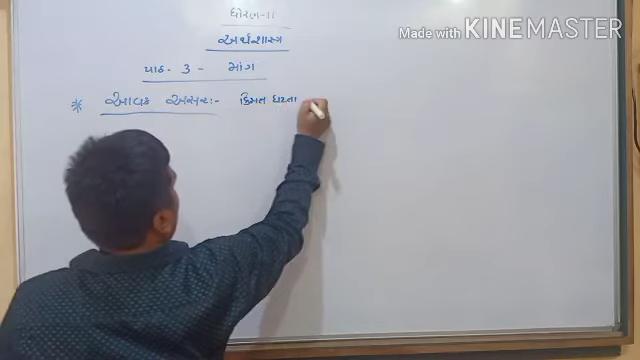 ધોરણ-11
અર્થશાસ્ત્ર
પાઠ-3- માંગ
* આવક અસર:- કિંમત ઘટતા
Made with KINEMASTER